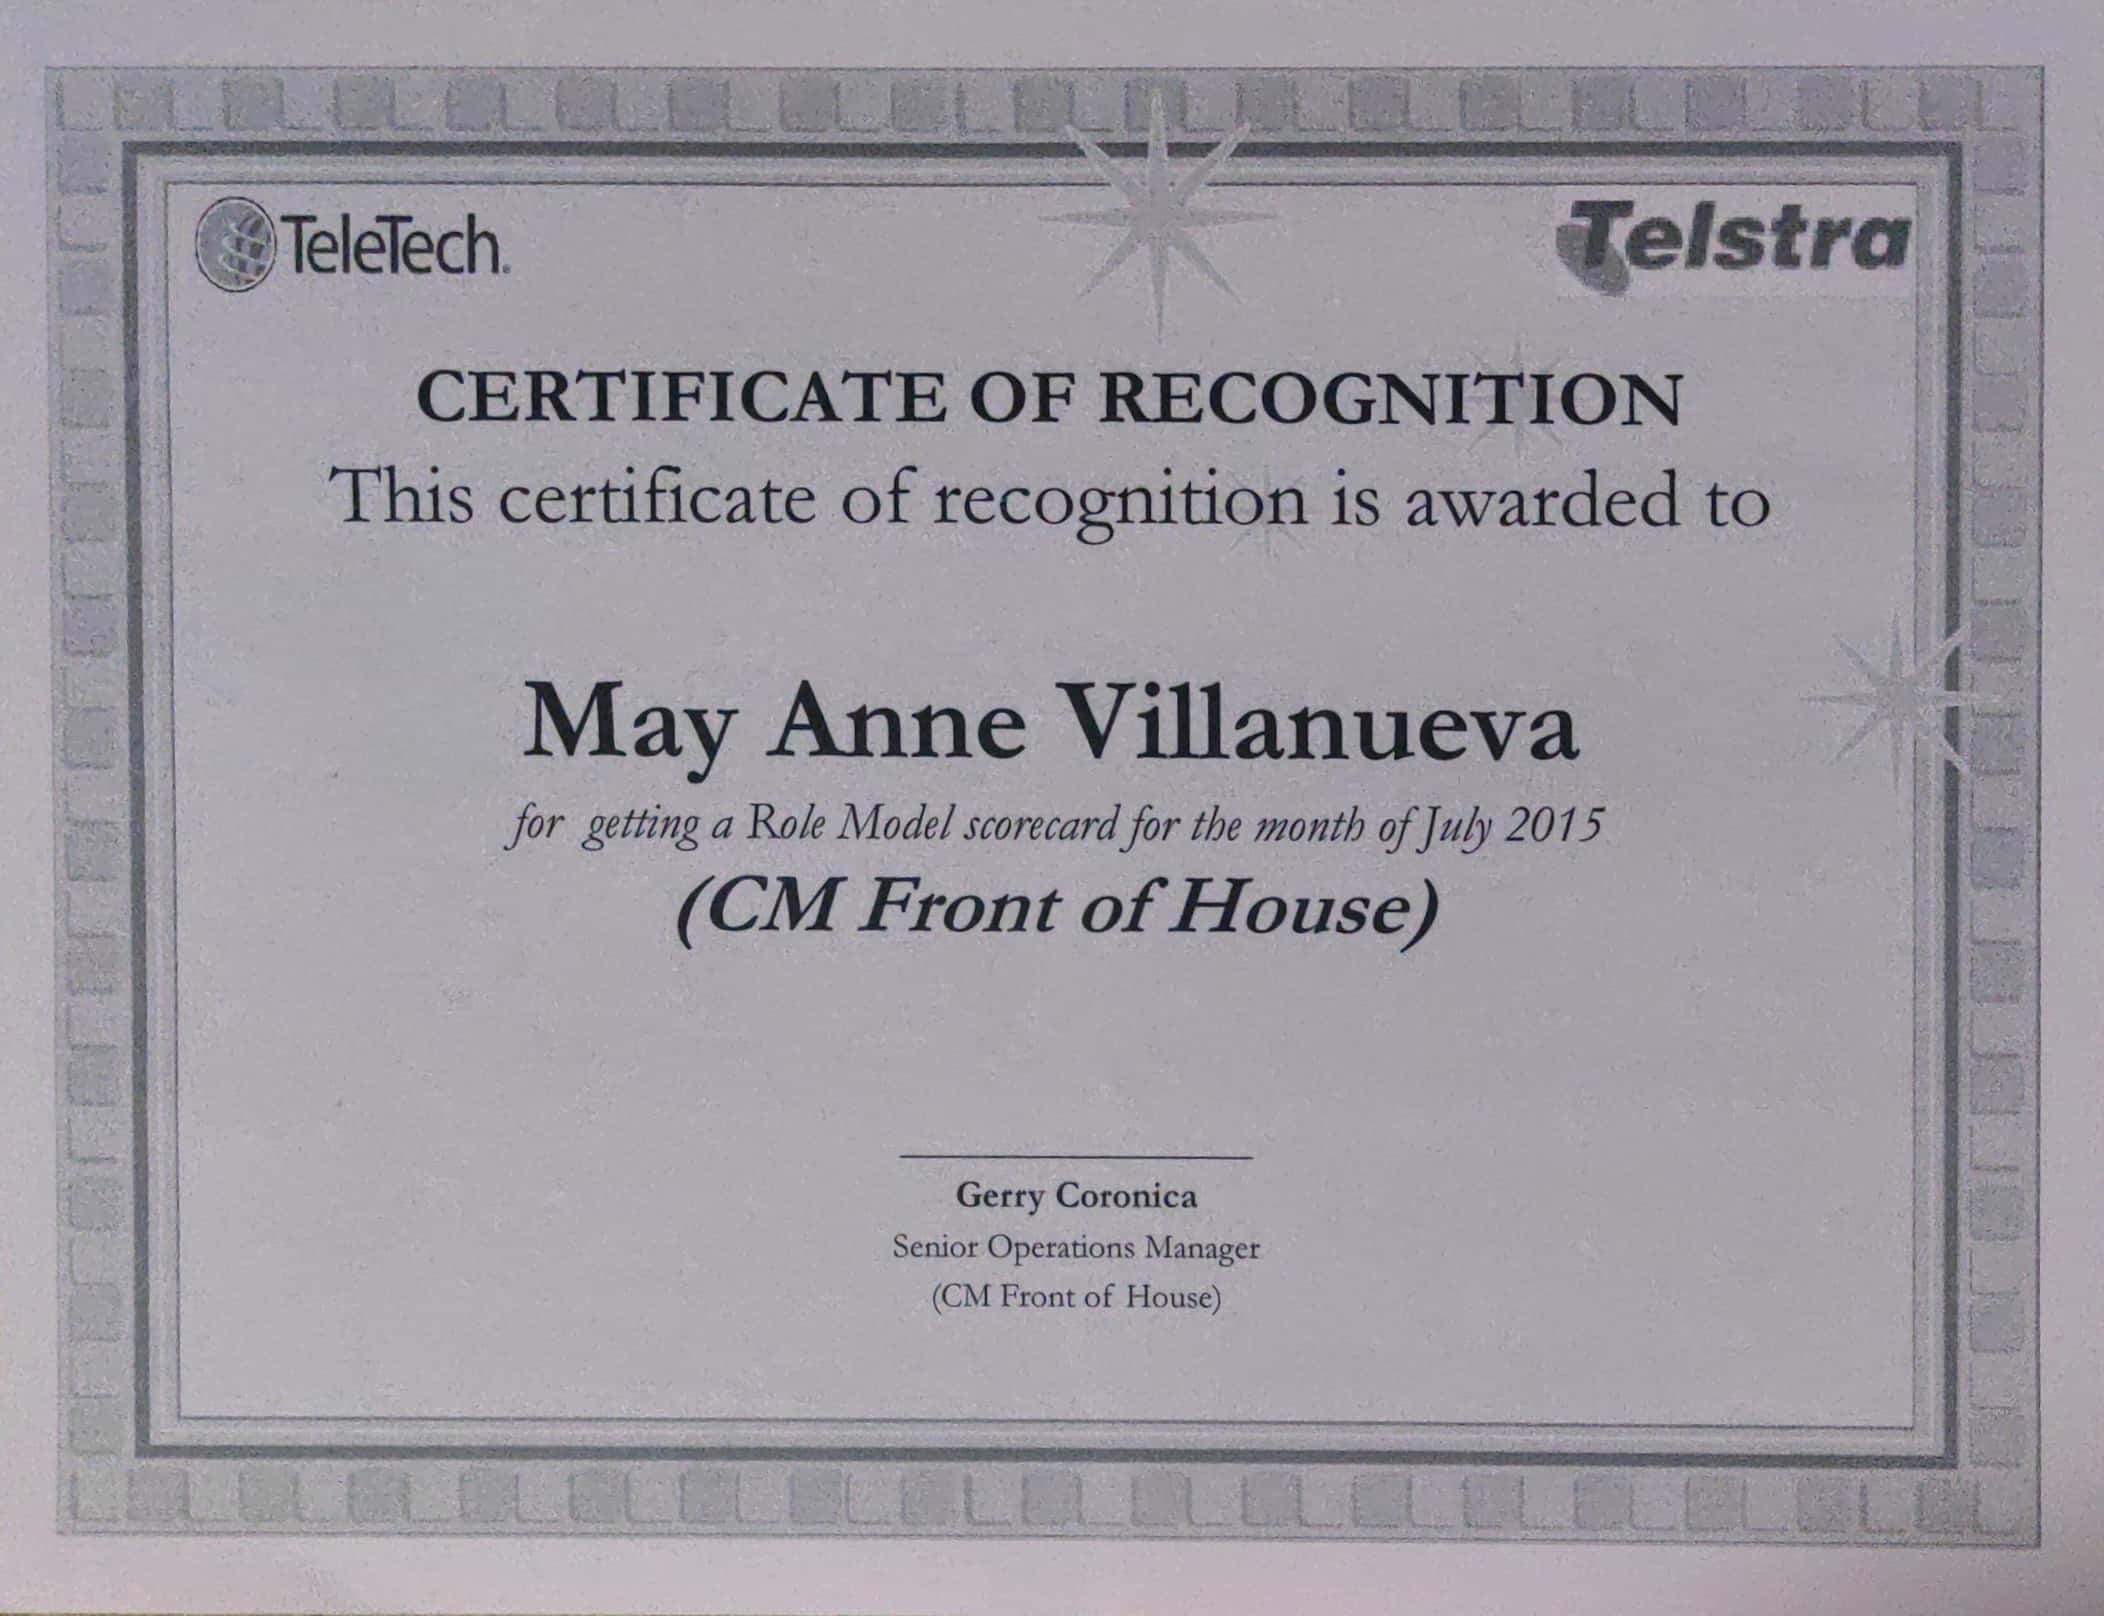 TeleTech.
Telstra
CERTIFICATE OF RECOGNITION
This certificate of recognition is awarded to
May Anne Villanueva
for getting a Role Model scorecard for the month of July 2015
(CM Front of House)
Gerry Coronica
Senior Operations Manager
(CM Front of House)